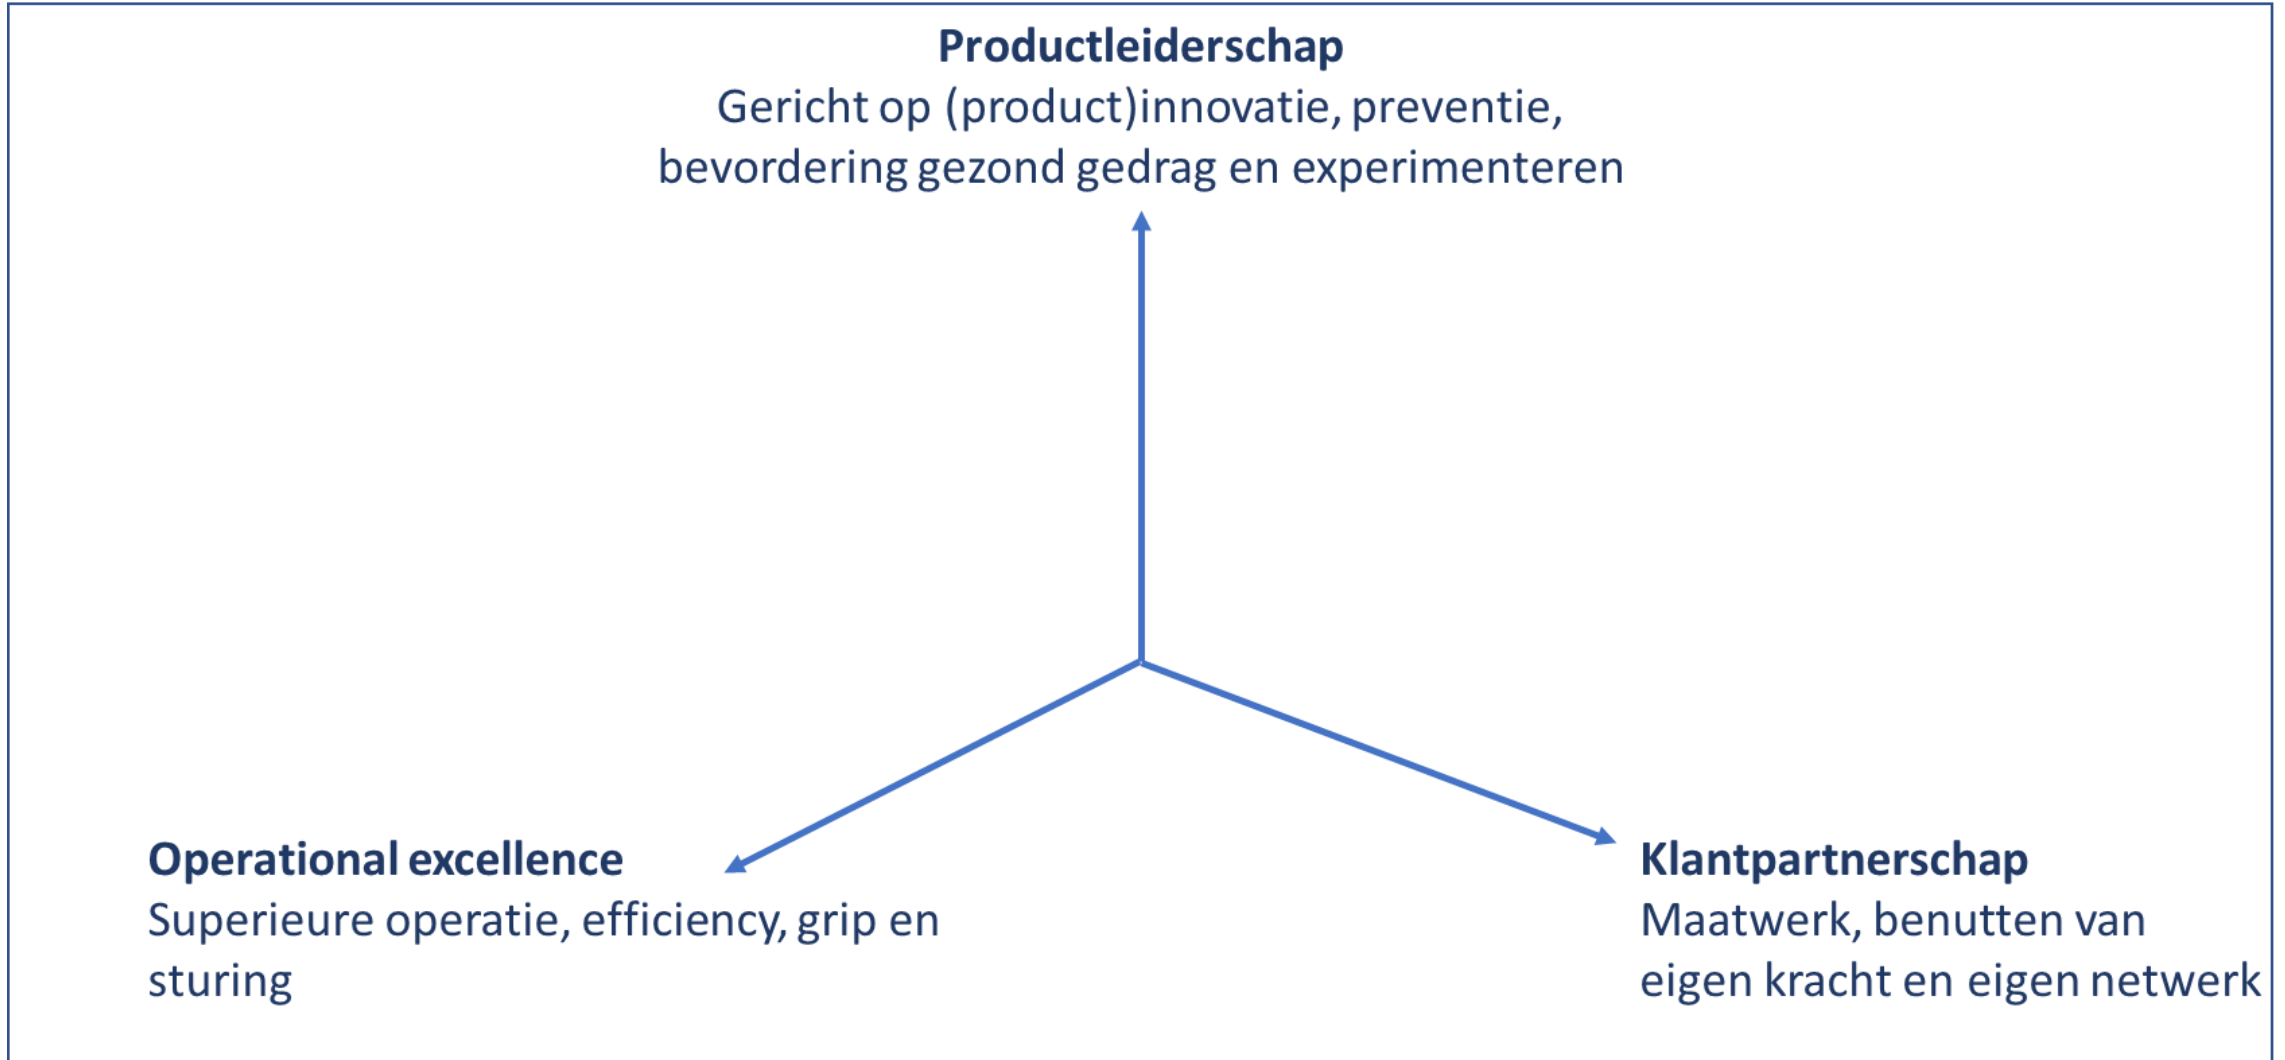 Productleiderschap
Gericht op (product)innovatie, preventie,
bevordering gezond gedrag en experimenteren
Operational excellence
Superieure operatie, efficiency, grip en
sturing
Klantpartnerschap
Maatwerk, benutten van
eigen kracht en eigen netwerk